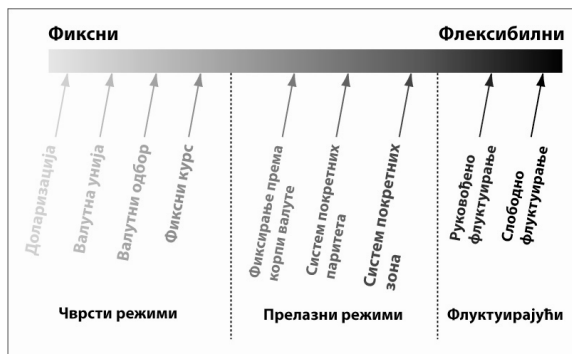 Фиксни
Флексибилни
Доларизација
Валутна унија
Валутни одбор
Фиксни курс
Фиксирање према
корпи валуте
Систем покретних
паритета
Систем покретних
зона
Руковођено
флуктуирање
Слободно
флуктуирање
Чврсти режими
Прелазни режими
Флуктуирајући